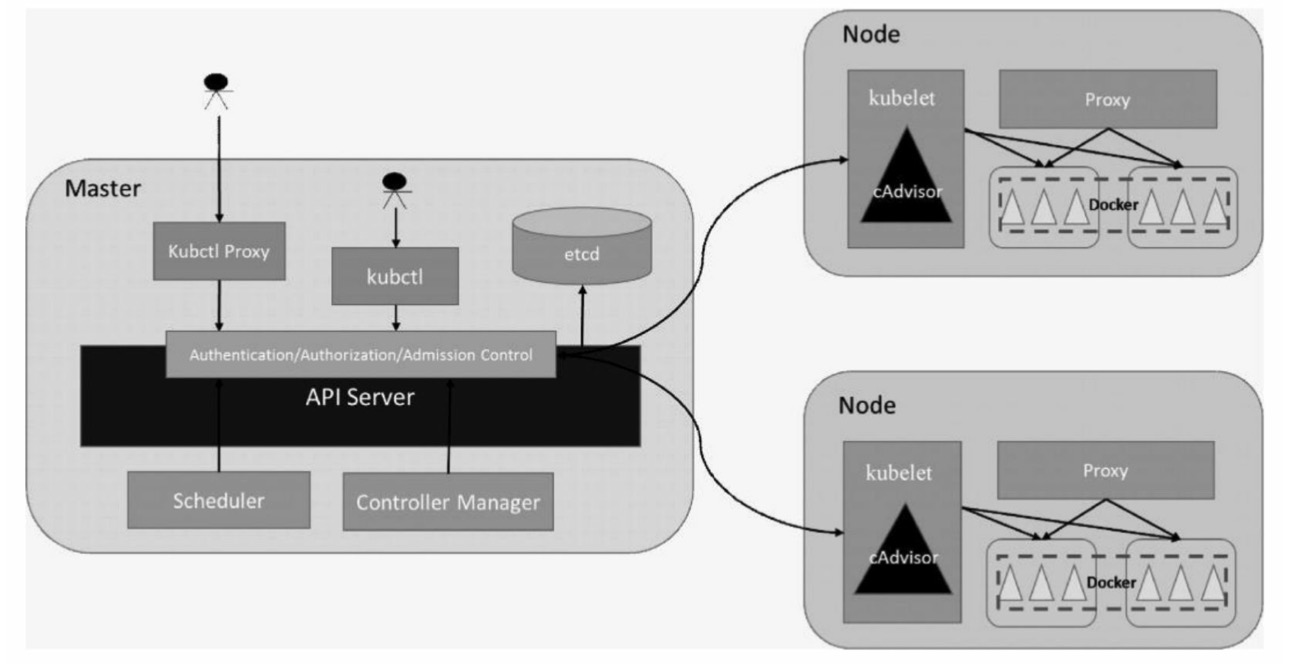 Master
Kubctl Proxy
kubctl
etcd
Authentication/Authorization/Admission Control
API Server
Scheduler
Controller Manager
Node
kubelet
cAdvisor
Proxy
Docker
Node
kubelet
cAdvisor
Proxy
Docker